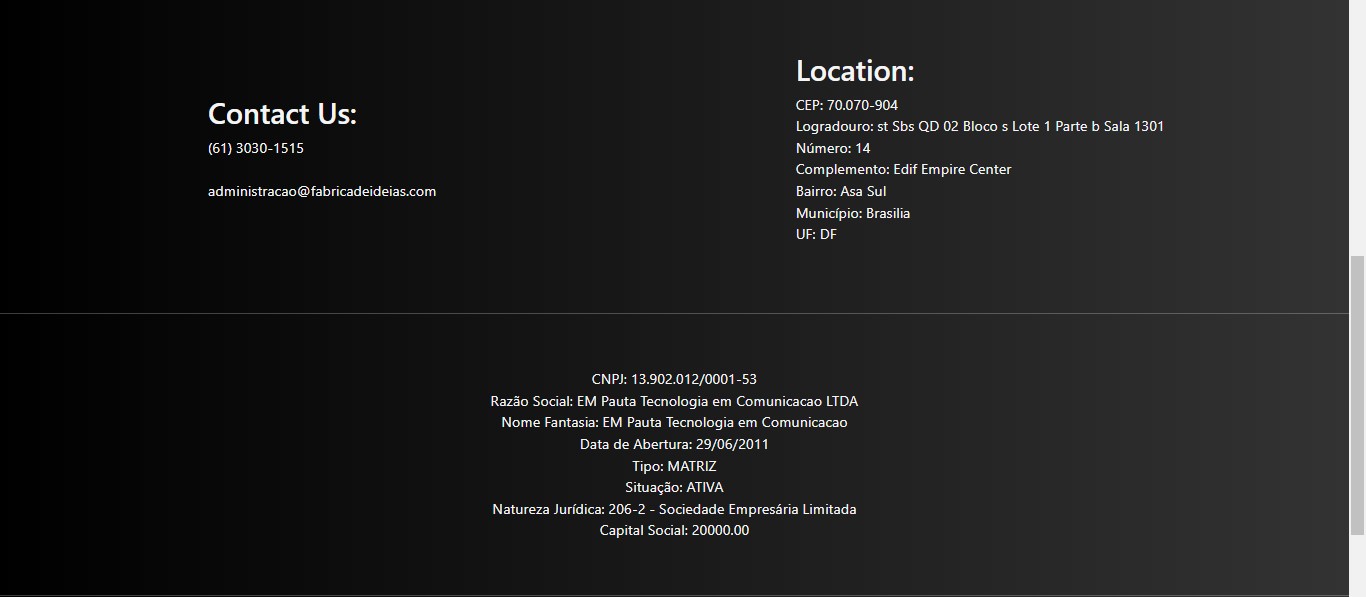 Contact Us:
(61) 3030-1515
administracao@fabricadeideias.com
Location:
CEP: 70.070-904
Logradouro: st Sbs QD 02 Bloco s Lote 1 Parte b Sala 1301
Número: 14
Complemento: Edif Empire Center
Bairro: Asa Sul
Município: Brasilia
UF: DF
CNPJ: 13.902.012/0001-53
Razão Social: EM Pauta Tecnologia em Comunicacao LTDA
Nome Fantasia: EM Pauta Tecnologia em Comunicacao
Data de Abertura: 29/06/2011
Tipo: MATRIZ
Situação: ATIVA
Natureza Jurídica: 206-2 - Sociedade Empresária Limitada
Capital Social: 20000.00